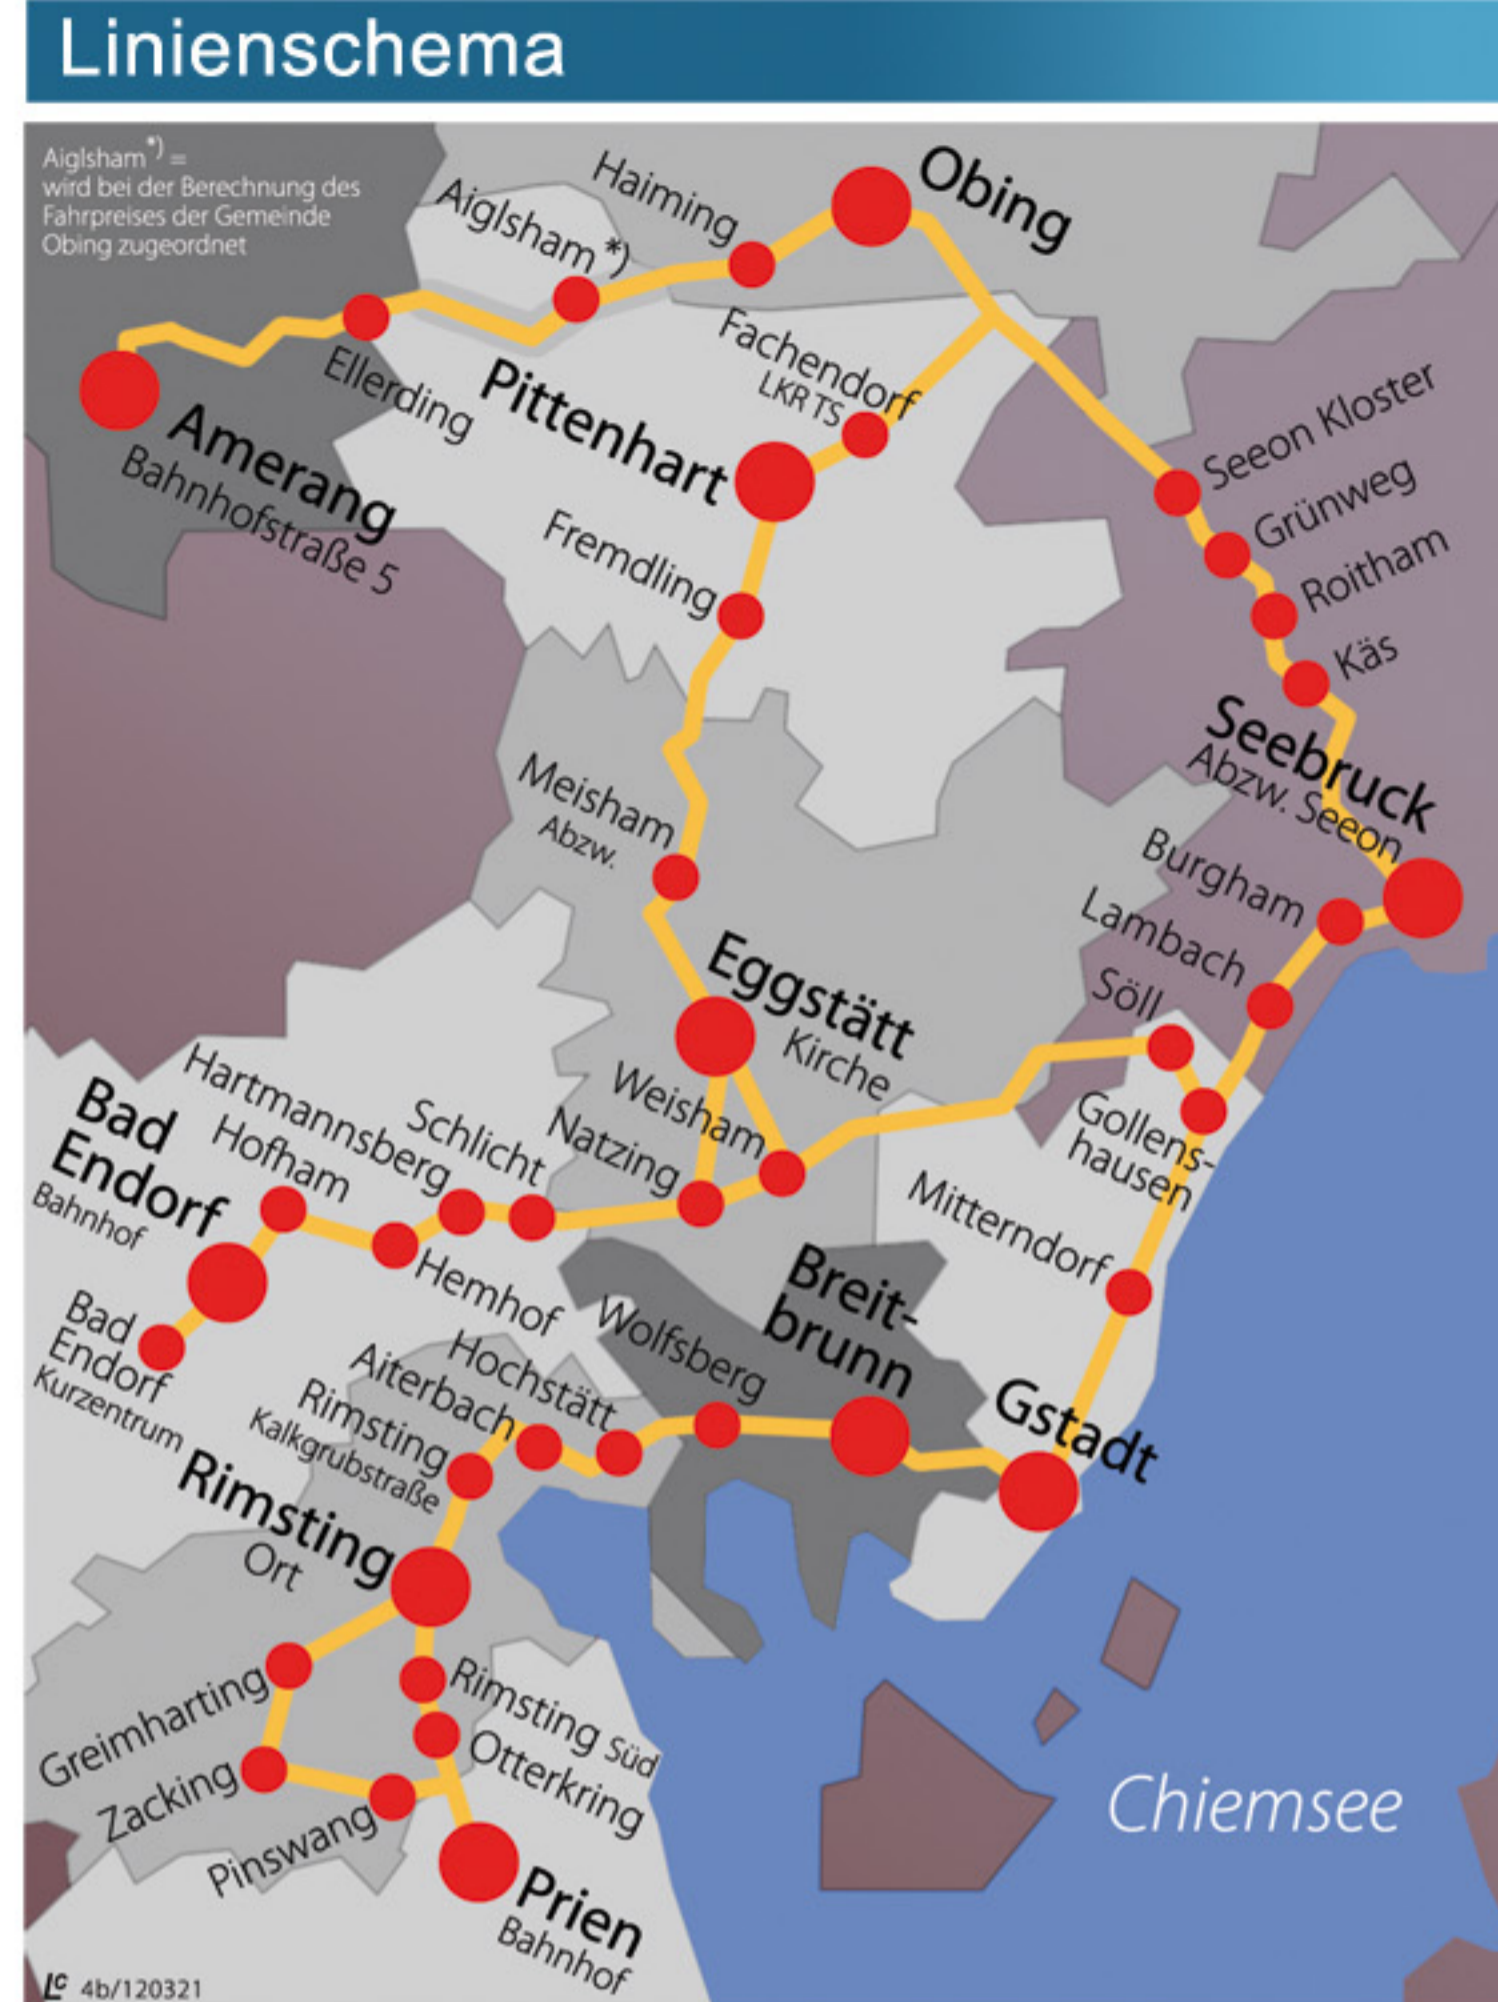 Linienschema
Aiglsham*) =
wird bei der Berechnung des
Fahrpreises der Gemeinde
Obing zugeordnet
Haiming
Obing
Aiglsham *)
Fachendorf
LKR TS
Ellerding
Pittenhart
Amerang
Bahnhofstraße 5
Seeon Kloster
Grünweg
Roitham
Käs
Fremdling
Seebruck
Abzw. Seeon
Meisham
Abzw.
Burgham
Lambach
Söll
Eggstätt
Kirche
Weisham
Natzing
Schlicht
Hartmannsberg
Hofham
Bad
Endorf
Bahnhof
Gollens-
hausen
Mitterndorf
Hemhof
Bad
Endorf
Kurzentrum
Breit-
brunn
Wolfsberg
Hochstätt
Aiterbach
Rimsting
Kalkgrubstraße
Gstadt
Rimsting
Ort
Greimharting
Rimsting Süd
Otterkring
Zacking
Pinswang
Chiemsee
Prien
Bahnhof
LC 4b/120321